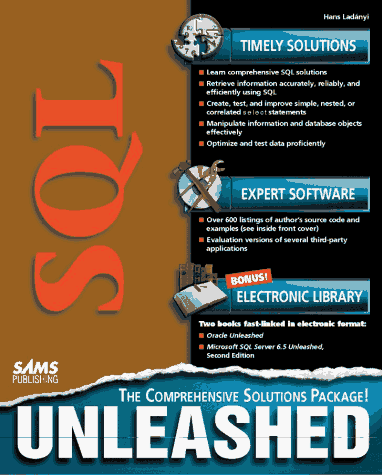 Hans Ladányi
SQL
TIMELY SOLUTIONS
Learn comprehensive SQL solutions
Retrieve information accurately, reliably, and
efficiently using SQL
Create, test, and improve simple, nested, or
correlated select statements
Manipulate information and database objects
effectively
Optimize and test data proficiently
EXPERT SOFTWARE
Over 600 listings of author's source code and
examples (see inside front cover)
Evaluation versions of several third-party
applications
BONUS!
ELECTRONIC LIBRARY
Two books fast-linked in electronic format:
Oracle Unleashed
Microsoft SQL Server 6.5 Unleashed,
Second Edition
SAMS
PUBLISHING
THE COMPREHENSIVE SOLUTIONS PACKAGE!
UNLEASHED